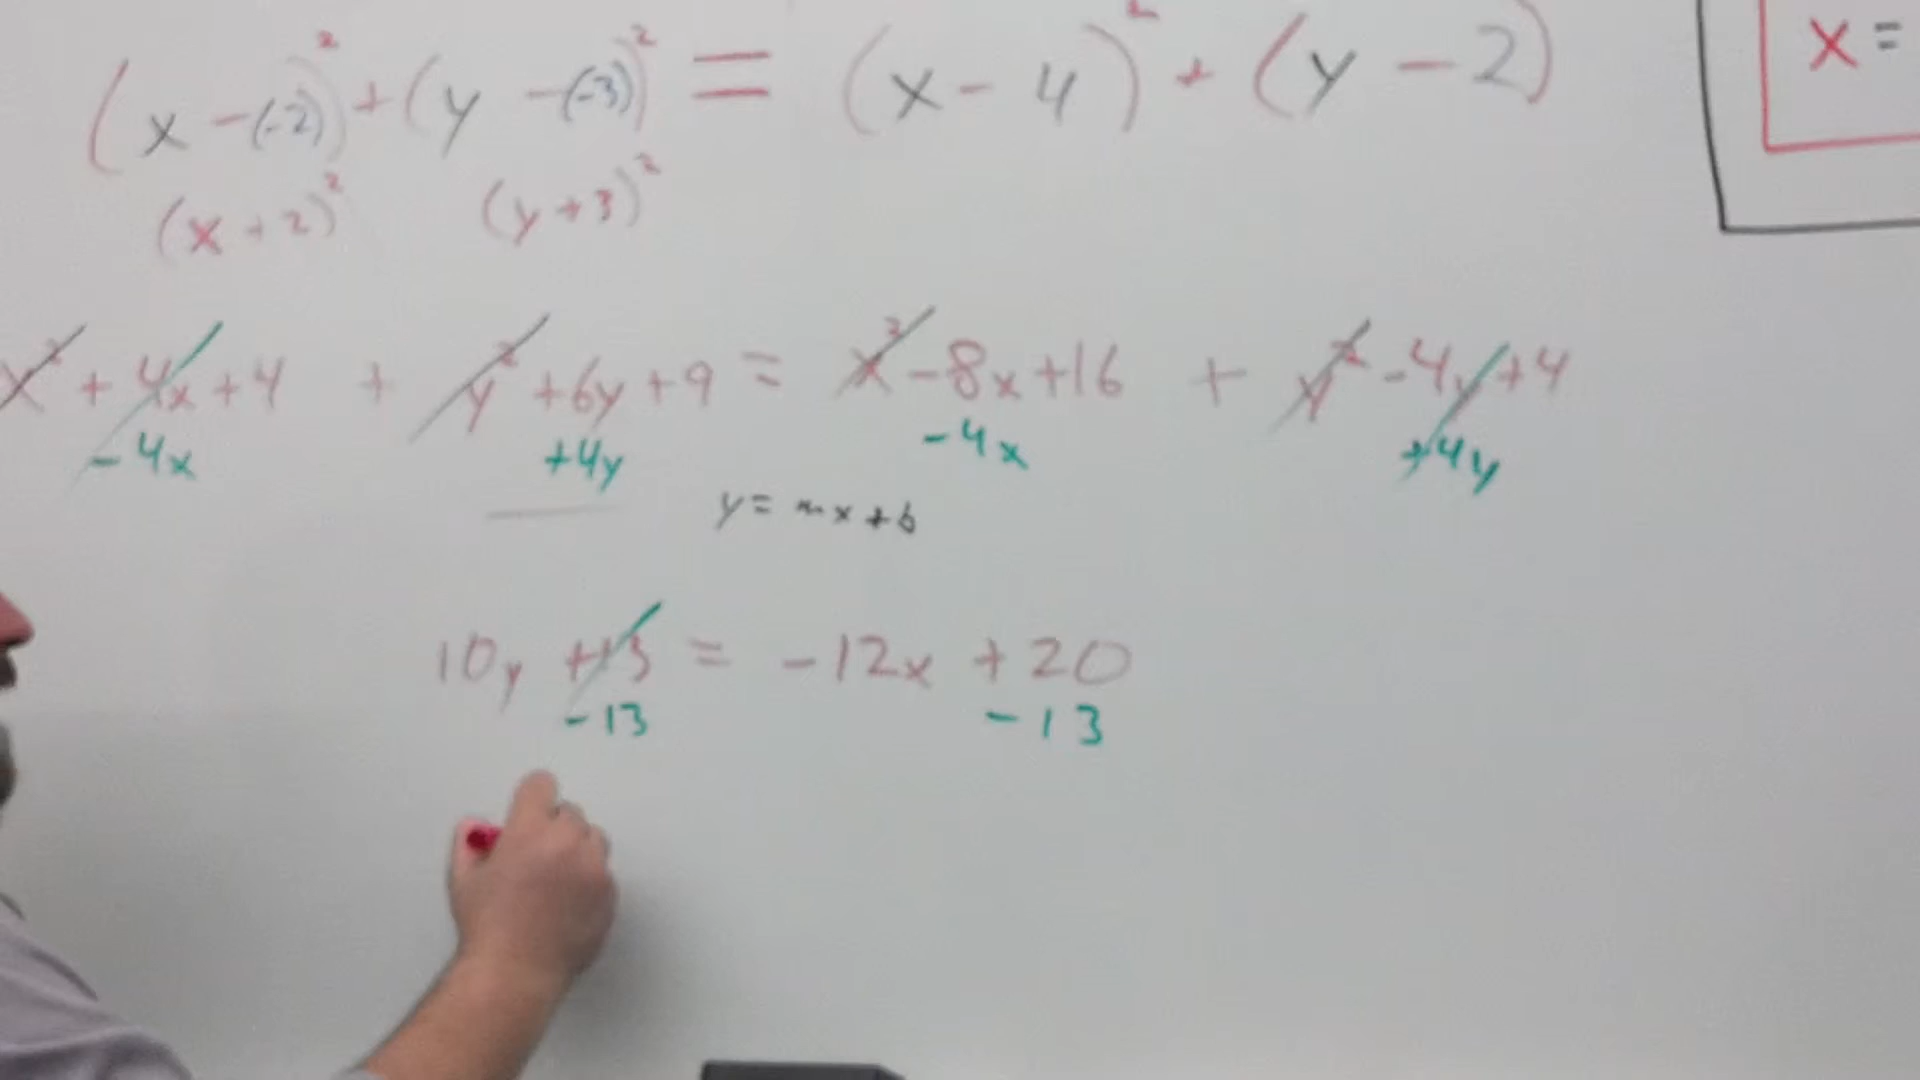 (x -(-2))² + (y -(-3))² = (x - 4)² + (y - 2)
x =
(x + 2)² (y + 3)²
x² + 4x + 4 + y² + 6y + 9 = x² - 8x + 16 + y² - 4y + 4
- 4x +4y - 4x +4y
y = mx + b
10y + 13 = - 12x + 20
- 13 - 13